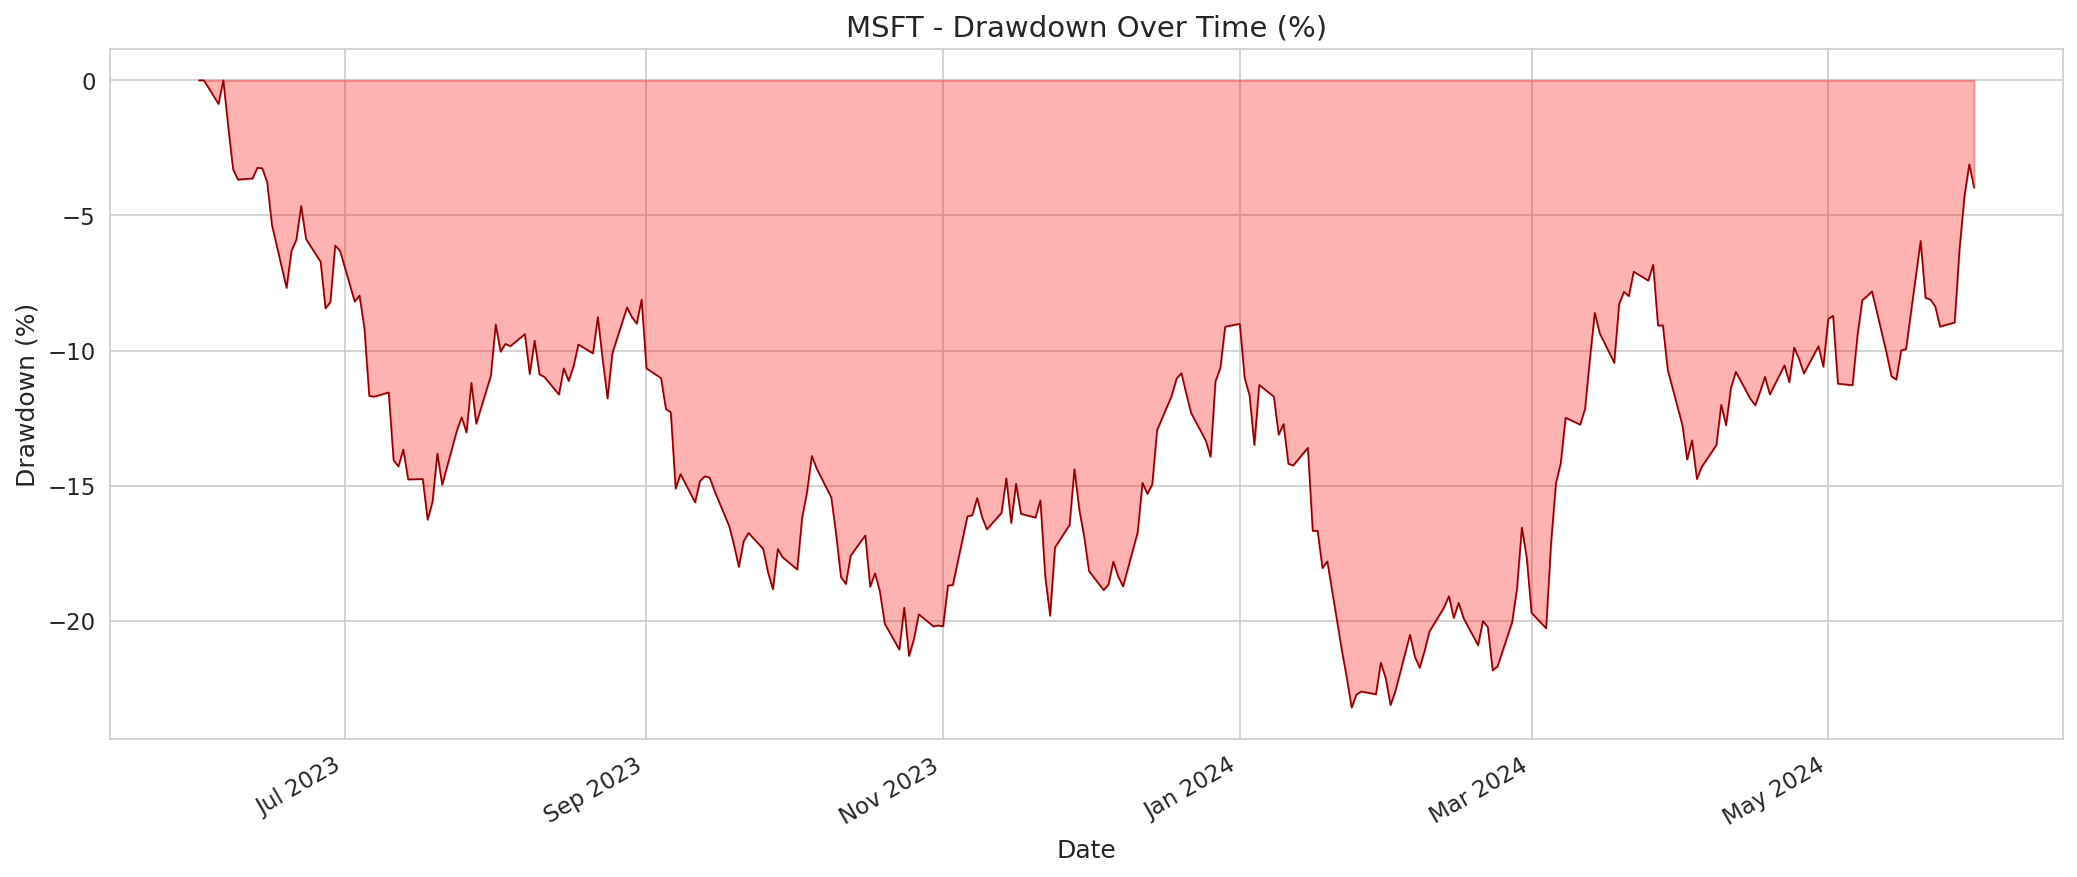 MSFT - Drawdown Over Time (%)
0
−5
−10
−15
−20
Drawdown (%)
Jul 2023
Sep 2023
Nov 2023
Jan 2024
Mar 2024
May 2024
Date